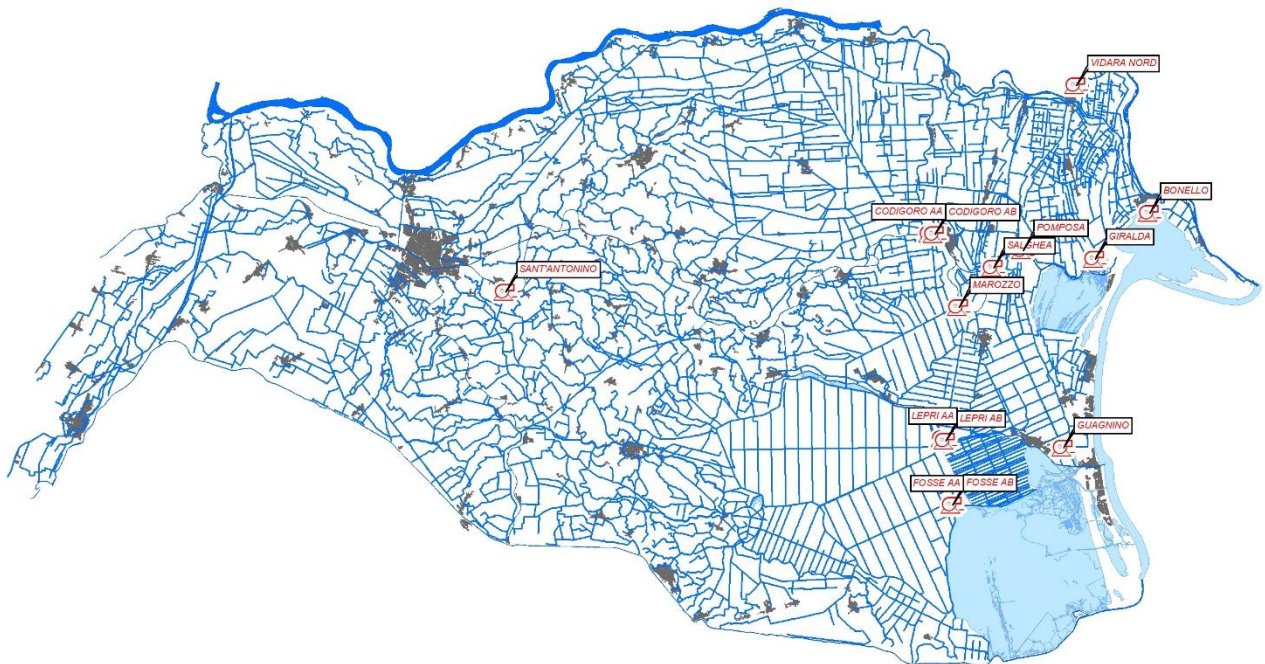 VIDARA NORD
BONELLO
CODIGORO AA
CODIGORO AB
POMPOSA
SALGHEA
GIRALDA
SANT'ANTONINO
MAROZZO
LEPRI AA
LEPRI AB
GUAGNINO
FOSSE AA
FOSSE AB